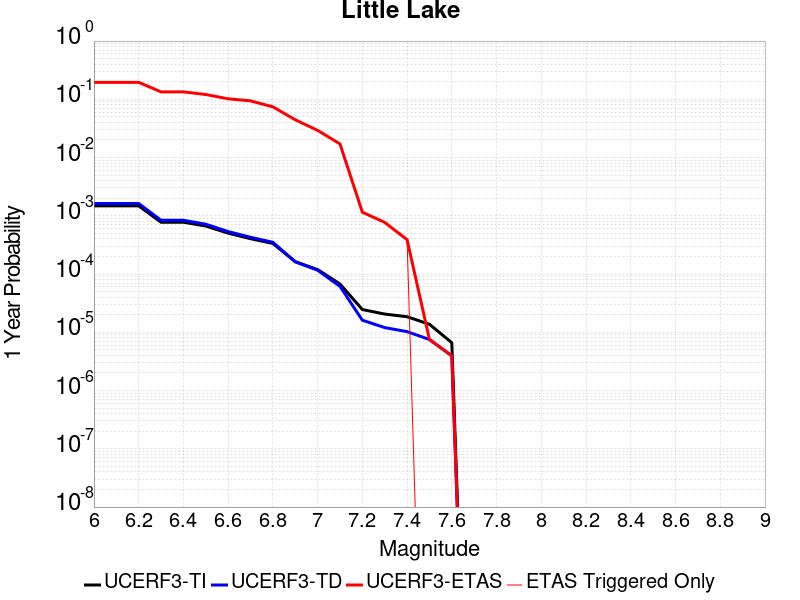 Little Lake
10^0
10^-1
10^-2
10^-3
10^-4
10^-5
10^-6
10^-7
10^-8
1 Year Probability
6 6.2 6.4 6.6 6.8 7 7.2 7.4 7.6 7.8 8 8.2 8.4 8.6 8.8 9
Magnitude
UCERF3-TI UCERF3-TD UCERF3-ETAS ETAS Triggered Only